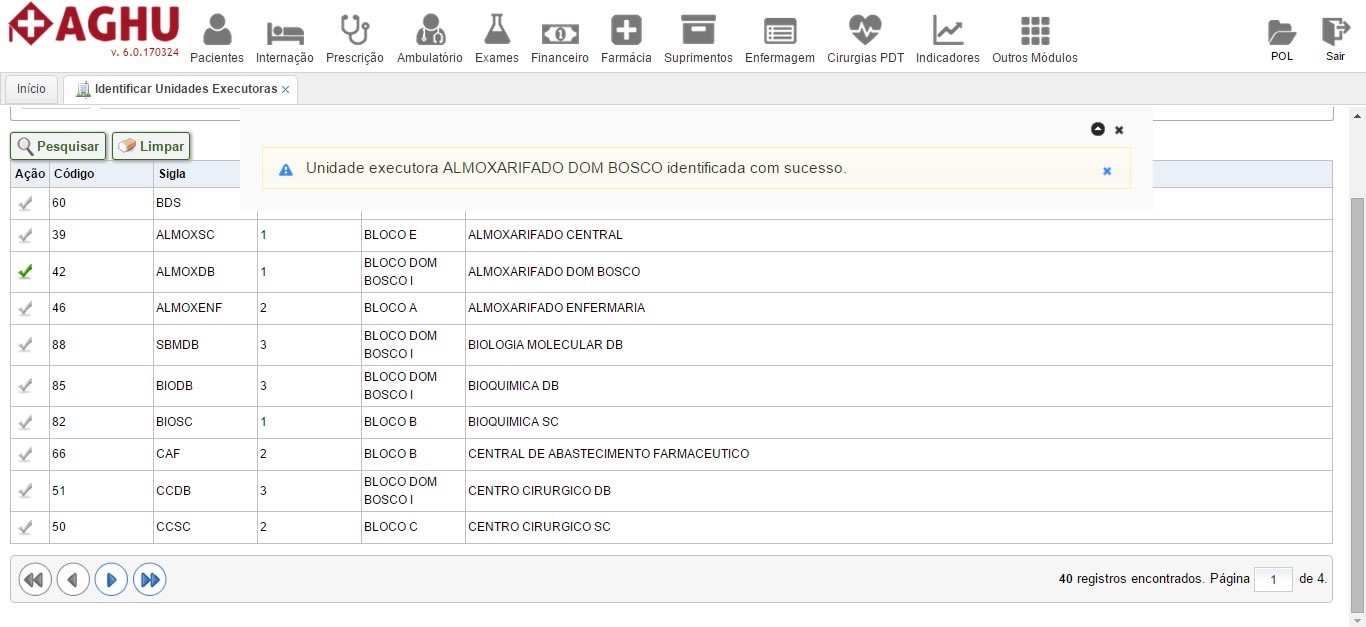 AGHU
v. 6.0.170324
Pacientes Internação Prescrição Ambulatório Exames Financeiro Farmácia Suprimentos Enfermagem Cirurgias PDT Indicadores Outros Módulos POL Sair
Início Identificar Unidades Executoras ×
Pesquisar Limpar
Unidade executora ALMOXARIFADO DOM BOSCO identificada com sucesso.
Ação Código Sigla
60 BDS
39 ALMOXSC 1 BLOCO E ALMOXARIFADO CENTRAL
42 ALMOXDB 1 BLOCO DOM BOSCO I ALMOXARIFADO DOM BOSCO
46 ALMOXENF 2 BLOCO A ALMOXARIFADO ENFERMARIA
88 SBMDB 3 BLOCO DOM BOSCO I BIOLOGIA MOLECULAR DB
85 BIODB 3 BLOCO DOM BOSCO I BIOQUIMICA DB
82 BIOSC 1 BLOCO B BIOQUIMICA SC
66 CAF 2 BLOCO B CENTRAL DE ABASTECIMENTO FARMACEUTICO
51 CCDB 3 BLOCO DOM BOSCO I CENTRO CIRURGICO DB
50 CCSC 2 BLOCO C CENTRO CIRURGICO SC
40 registros encontrados. Página 1 de 4.